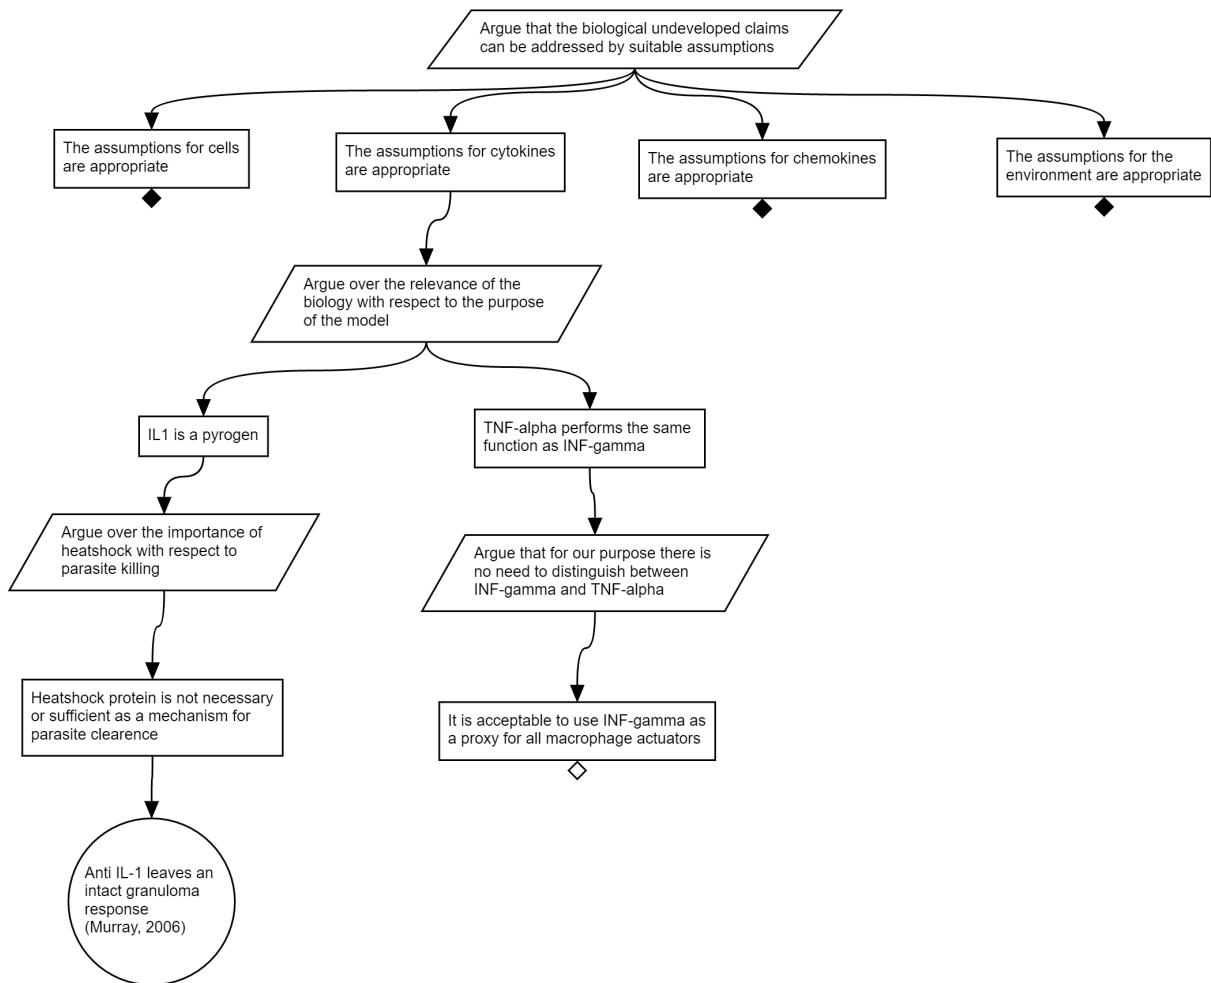 Argue that the biological undeveloped claims
can be addressed by suitable assumptions
The assumptions for cells
are appropriate
The assumptions for cytokines
are appropriate
The assumptions for chemokines
are appropriate
The assumptions for the
environment are appropriate
Argue over the relevance of the
biology with respect to the purpose
of the model
IL1 is a pyrogen
TNF-alpha performs the same
function as INF-gamma
Argue over the importance of
heatshock with respect to
parasite killing
Argue that for our purpose there is
no need to distinguish between
INF-gamma and TNF-alpha
Heatshock protein is not necessary
or sufficient as a mechanism for
parasite clearence
It is acceptable to use INF-gamma as
a proxy for all macrophage actuators
Anti IL-1 leaves an
intact granuloma
response
(Murray, 2006)